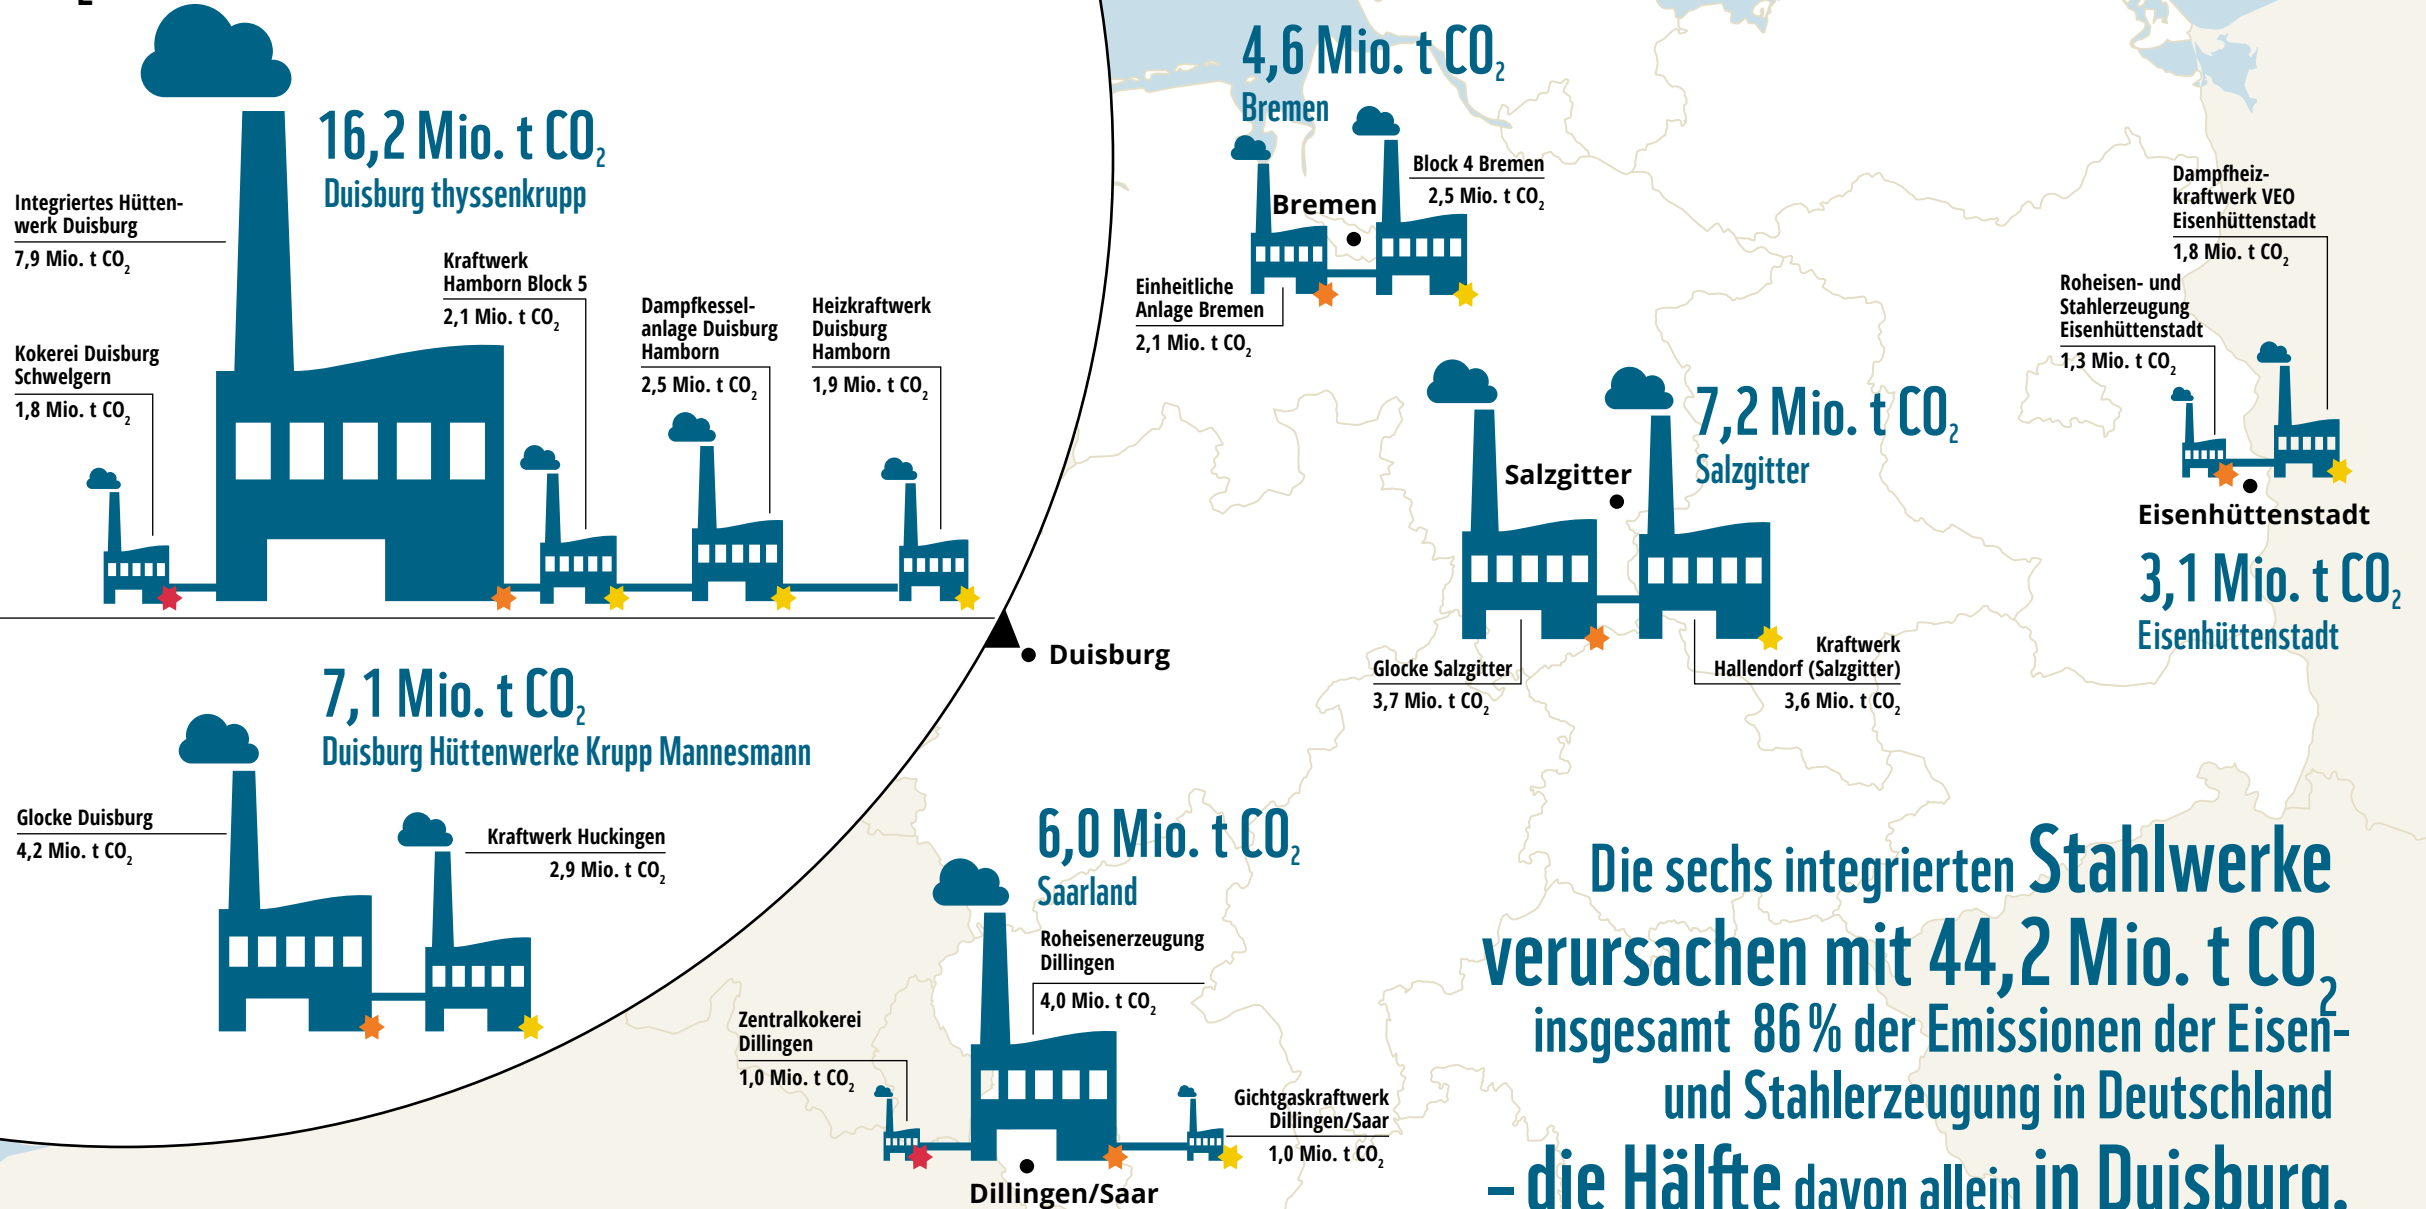 16,2 Mio. t CO₂
Duisburg thyssenkrupp
Integriertes Hütten-
werk Duisburg
7,9 Mio. t CO₂
Kokerei Duisburg
Schwelgern
1,8 Mio. t CO₂
Kraftwerk
Hamborn Block 5
2,1 Mio. t CO₂
Dampfkessel-
anlage Duisburg
Hamborn
2,5 Mio. t CO₂
Heizkraftwerk
Duisburg
Hamborn
1,9 Mio. t CO₂
7,1 Mio. t CO₂
Duisburg Hüttenwerke Krupp Mannesmann
Glocke Duisburg
4,2 Mio. t CO₂
Kraftwerk Huckingen
2,9 Mio. t CO₂
Duisburg
4,6 Mio. t CO₂
Bremen
Block 4 Bremen
2,5 Mio. t CO₂
Bremen
Einheitliche
Anlage Bremen
2,1 Mio. t CO₂
7,2 Mio. t CO₂
Salzgitter
Salzgitter
Glocke Salzgitter
3,7 Mio. t CO₂
Kraftwerk
Hallendorf (Salzgitter)
3,6 Mio. t CO₂
Dampfheiz-
kraftwerk VEO
Eisenhüttenstadt
1,8 Mio. t CO₂
Roheisen- und
Stahlerzeugung
Eisenhüttenstadt
1,3 Mio. t CO₂
Eisenhüttenstadt
3,1 Mio. t CO₂
Eisenhüttenstadt
6,0 Mio. t CO₂
Saarland
Roheisenerzeugung
Dillingen
4,0 Mio. t CO₂
Zentralkokerei
Dillingen
1,0 Mio. t CO₂
Gichtgaskraftwerk
Dillingen/Saar
1,0 Mio. t CO₂
Dillingen/Saar
Die sechs integrierten Stahlwerke
verursachen mit 44,2 Mio. t CO₂
insgesamt 86 % der Emissionen der Eisen-
und Stahlerzeugung in Deutschland
– die Hälfte davon allein in Duisburg.